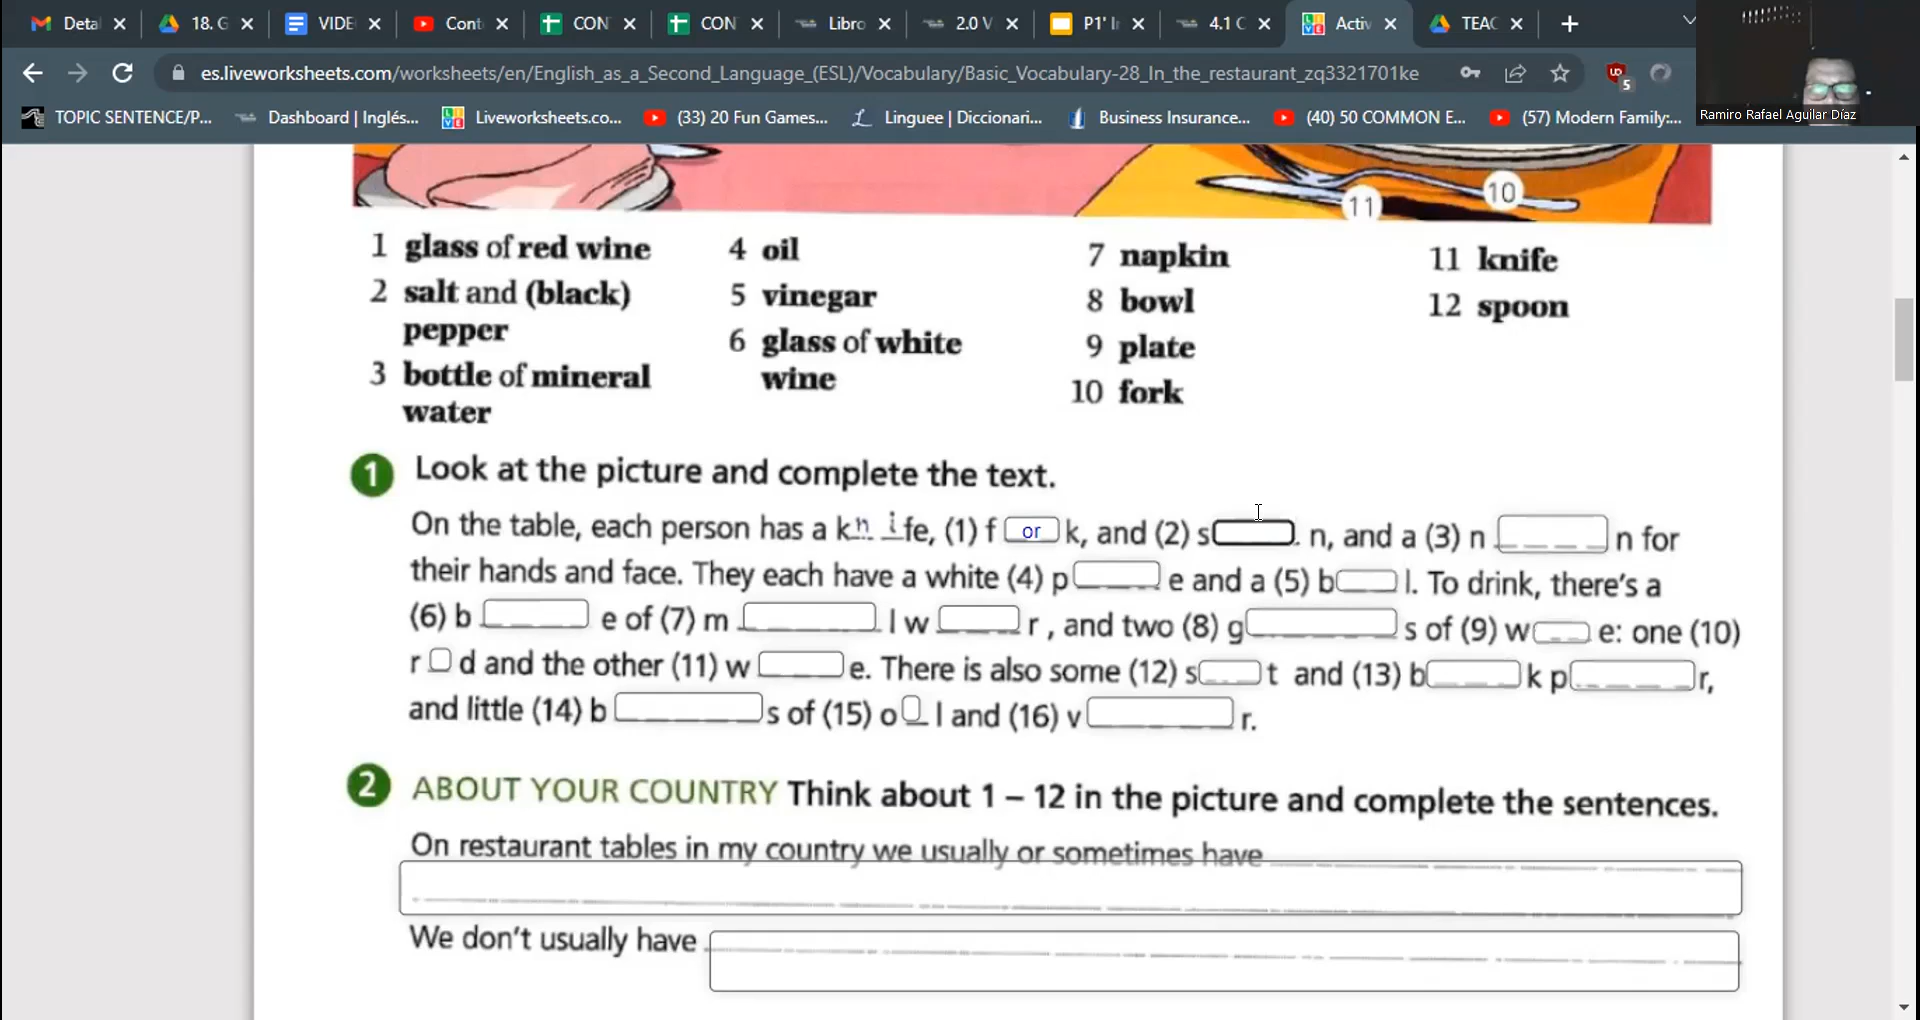 Detal
18. G
VIDE
Cont
CON
CON
Libro
2.0 V
P1' Ir
4.1 C
Activ
TEAC
es.liveworksheets.com/worksheets/en/English_as_a_Second_Language_(ESL)/Vocabulary/Basic_Vocabulary-28_In_the_restaurant_zq3321701ke
5
TOPIC SENTENCE/P...
Dashboard | Inglés...
Liveworksheets.co...
(33) 20 Fun Games...
Linguee | Diccionari...
Business Insurance...
(40) 50 COMMON E...
(57) Modern Family:...
Ramiro Rafael Aguilar Díaz
11
10
1 glass of red wine
2 salt and (black)
pepper
3 bottle of mineral
water
4 oil
5 vinegar
6 glass of white
wine
7 napkin
8 bowl
9 plate
10 fork
11 knife
12 spoon
1 Look at the picture and complete the text.
On the table, each person has a kn ife, (1) f or k, and (2) s n, and a (3) n n for
their hands and face. They each have a white (4) p e and a (5) b l. To drink, there's a
(6) b e of (7) m l w r, and two (8) g s of (9) w e: one (10)
r d and the other (11) w e. There is also some (12) s t and (13) b k p r,
and little (14) b s of (15) o l and (16) v r.
2 ABOUT YOUR COUNTRY Think about 1 – 12 in the picture and complete the sentences.
On restaurant tables in my country we usually or sometimes have
We don't usually have